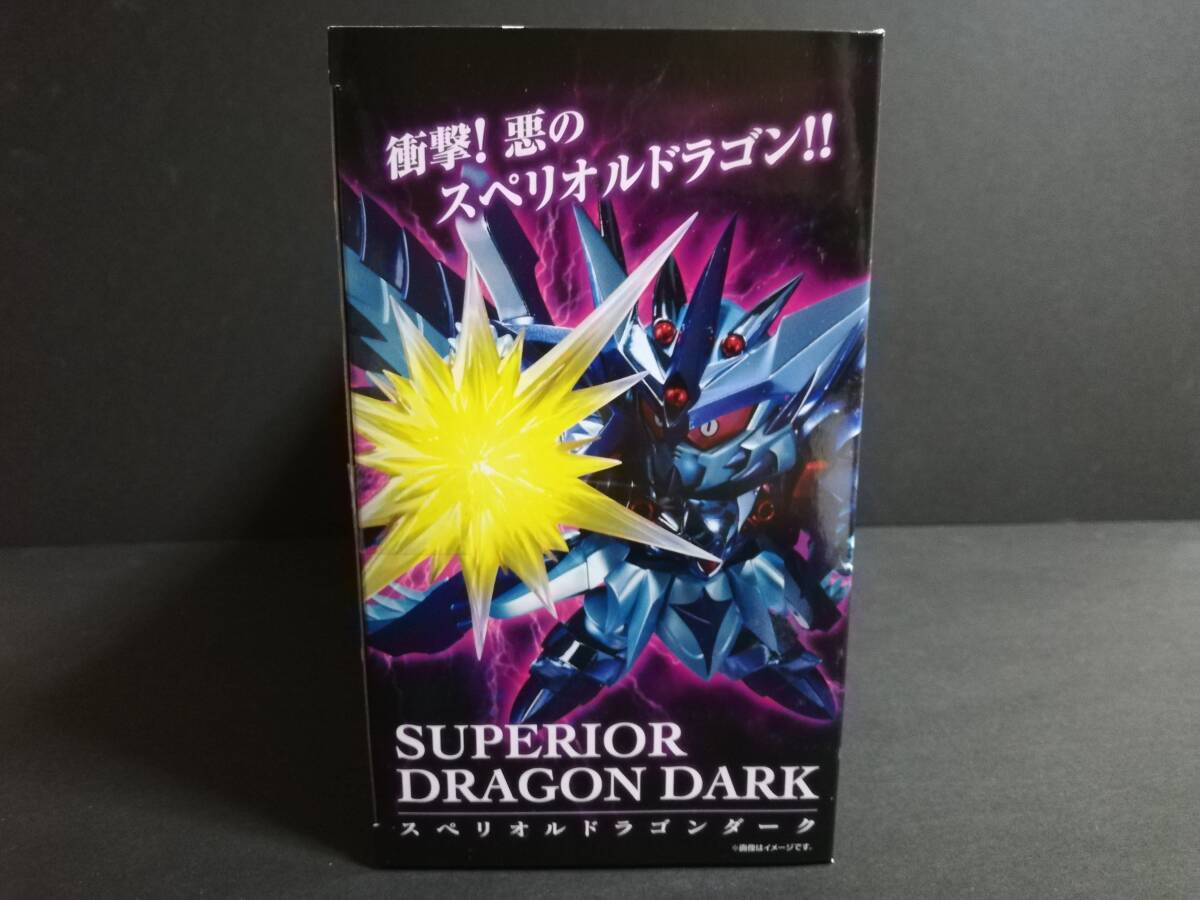 衝撃！悪の
スペリオルドラゴン!!
SUPERIOR
DRAGON DARK
スペリオルドラゴンダーク
※画像はイメージです。